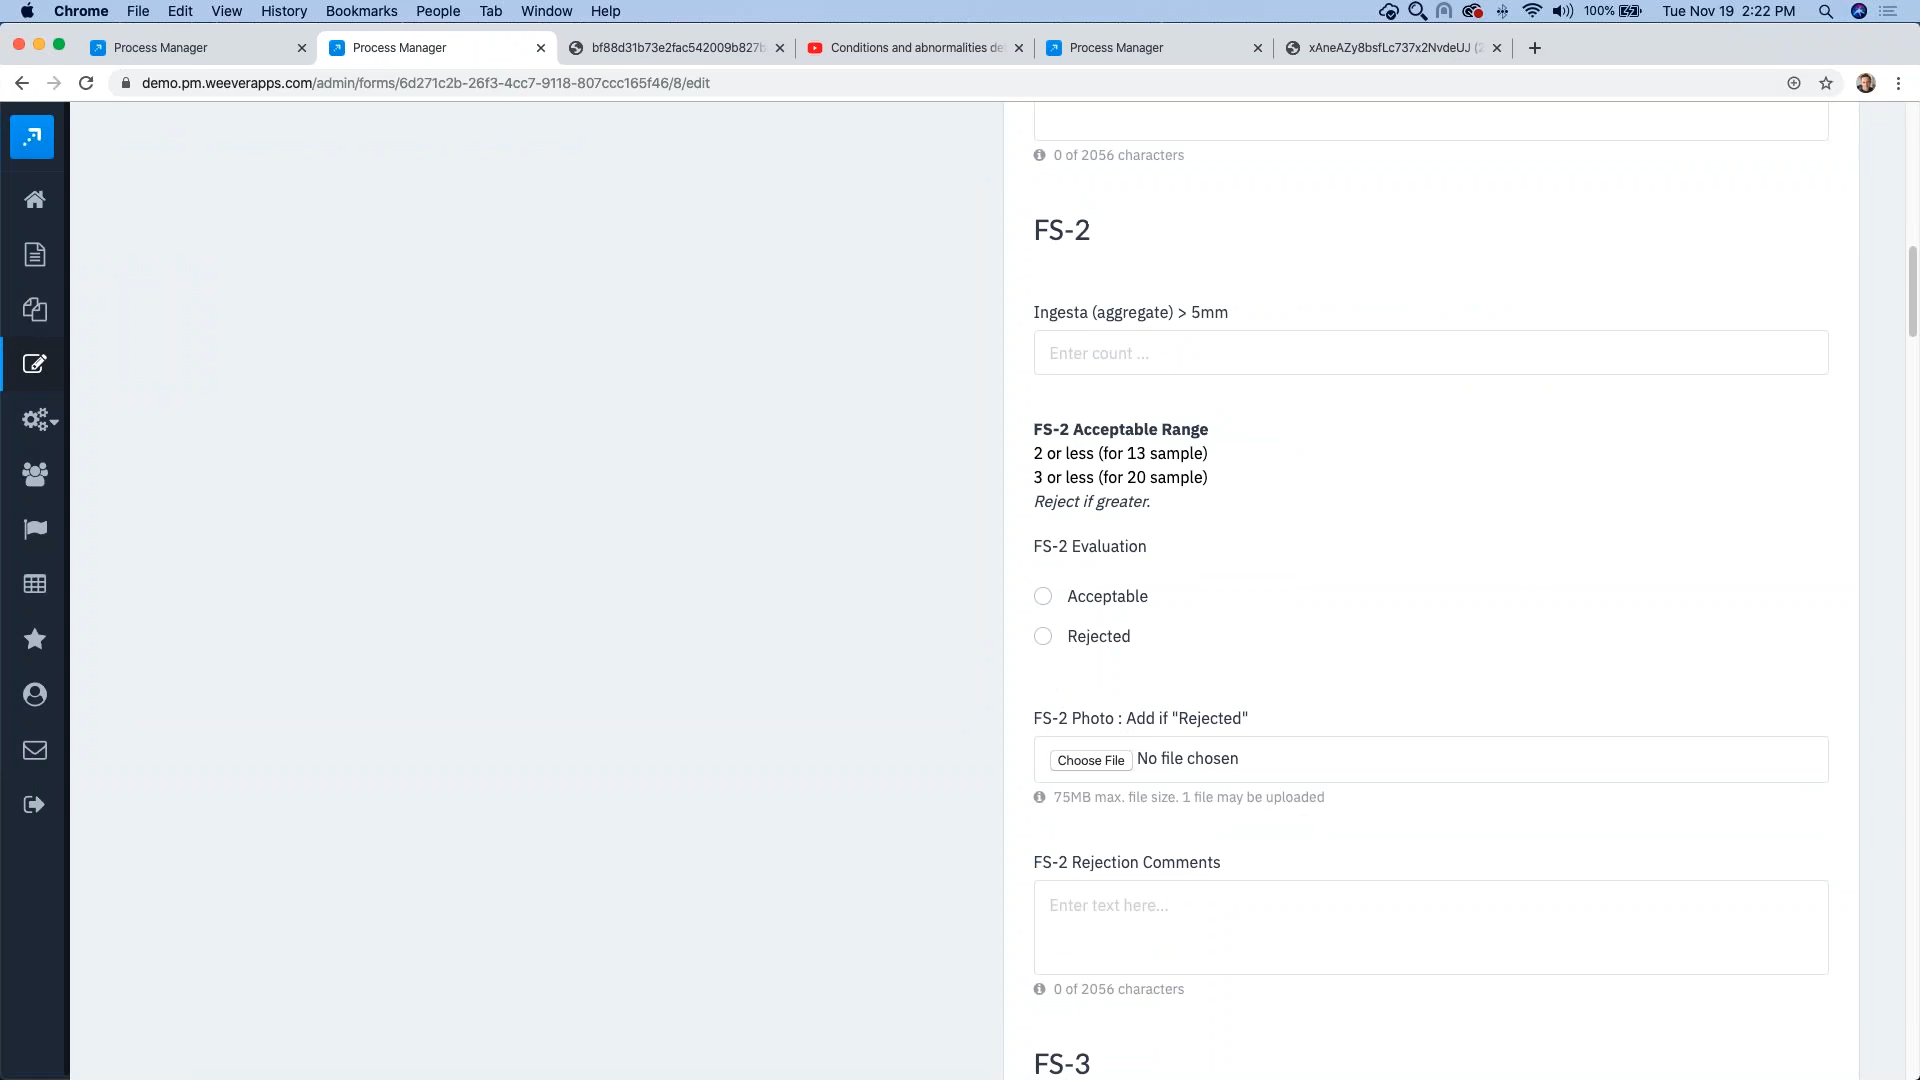 Chrome File Edit View History Bookmarks People Tab Window Help 100% Tue Nov 19 2:22 PM
Process Manager Process Manager bf88d31b73e2fac542009b827b Conditions and abnormalities de Process Manager xAneAZy8bsfLc737x2NvdeUJ (2
demo.pm.weeverapps.com/admin/forms/6d271c2b-26f3-4cc7-9118-807ccc165f46/8/edit
0 of 2056 characters
FS-2
Ingesta (aggregate) > 5mm
Enter count ...
FS-2 Acceptable Range
2 or less (for 13 sample)
3 or less (for 20 sample)
Reject if greater.
FS-2 Evaluation
Acceptable
Rejected
FS-2 Photo : Add if "Rejected"
Choose File No file chosen
75MB max. file size. 1 file may be uploaded
FS-2 Rejection Comments
Enter text here...
0 of 2056 characters
FS-3